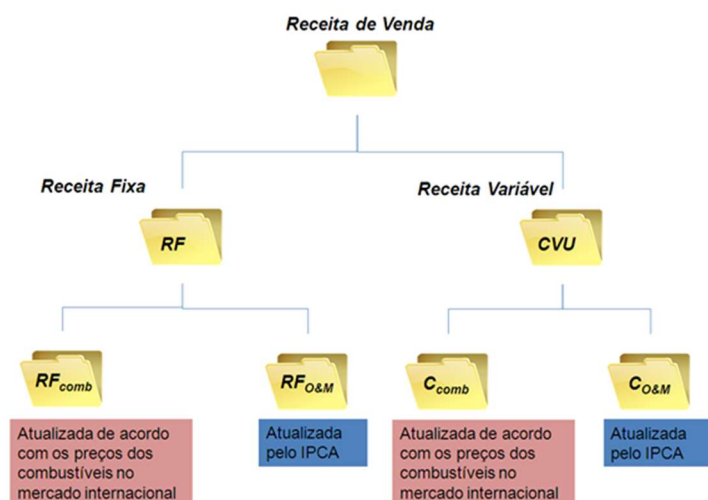 Receita de Venda
Receita Fixa
Receita Variável
RF
CVU
RFcomb
RFO&M
Ccomb
CO&M
Atualizada de acordo
com os preços dos
combustíveis no
mercado internacional
Atualizada
pelo IPCA
Atualizada de acordo
com os preços dos
combustíveis no
mercado internacional
Atualizada
pelo IPCA